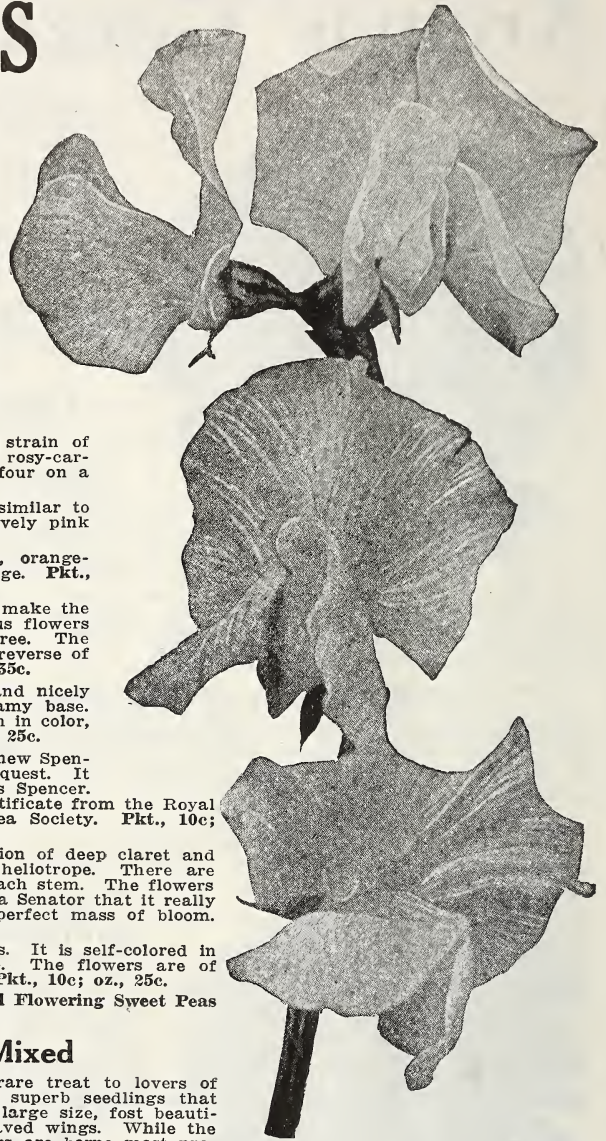 S
strain of
rosy-car-
four on a
similar to
vely pink
, orange-
ge. Pkt.,
make the
us flowers
ree. The
reverse of
35c.
and nicely
amy base.
n in color,
25c.
new Spen-
quest. It
s Spencer.
tificate from the Royal
ea Society. Pkt., 10c;
ion of deep claret and
heliotrope. There are
ach stem. The flowers
a Senator that it really
perfect mass of bloom.
s. It is self-colored in
. The flowers are of
Pkt., 10c; oz., 25c.
l Flowering Sweet Peas
Mixed
rare treat to lovers of
superb seedlings that
large size, fost beauti-
aved wings. While the